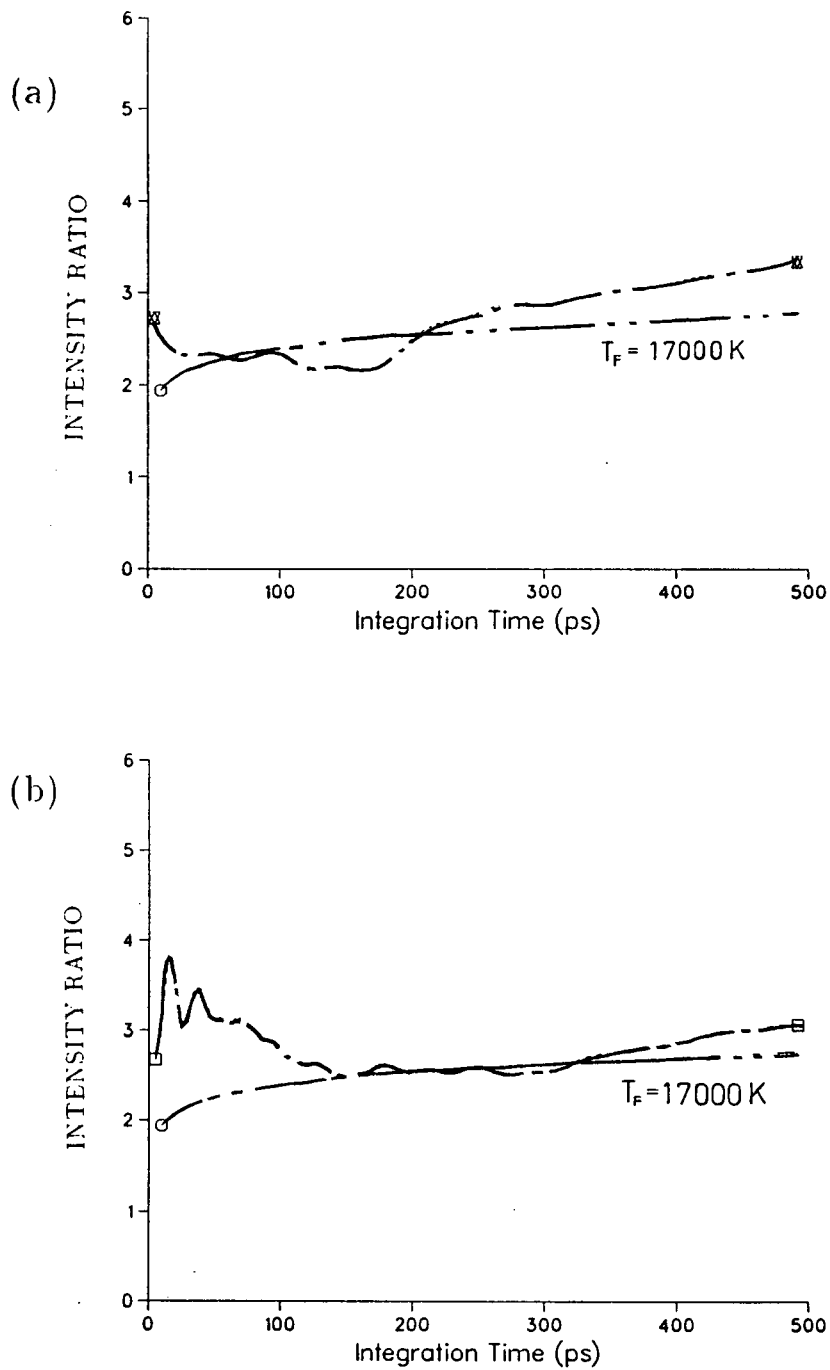 (a)
INTENSITY RATIO
6
5
4
3
2
1
0
T_F = 17000 K
0 100 200 300 400 500
Integration Time (ps)
(b)
INTENSITY RATIO
6
5
4
3
2
1
0
T_F = 17000 K
0 100 200 300 400 500
Integration Time (ps)